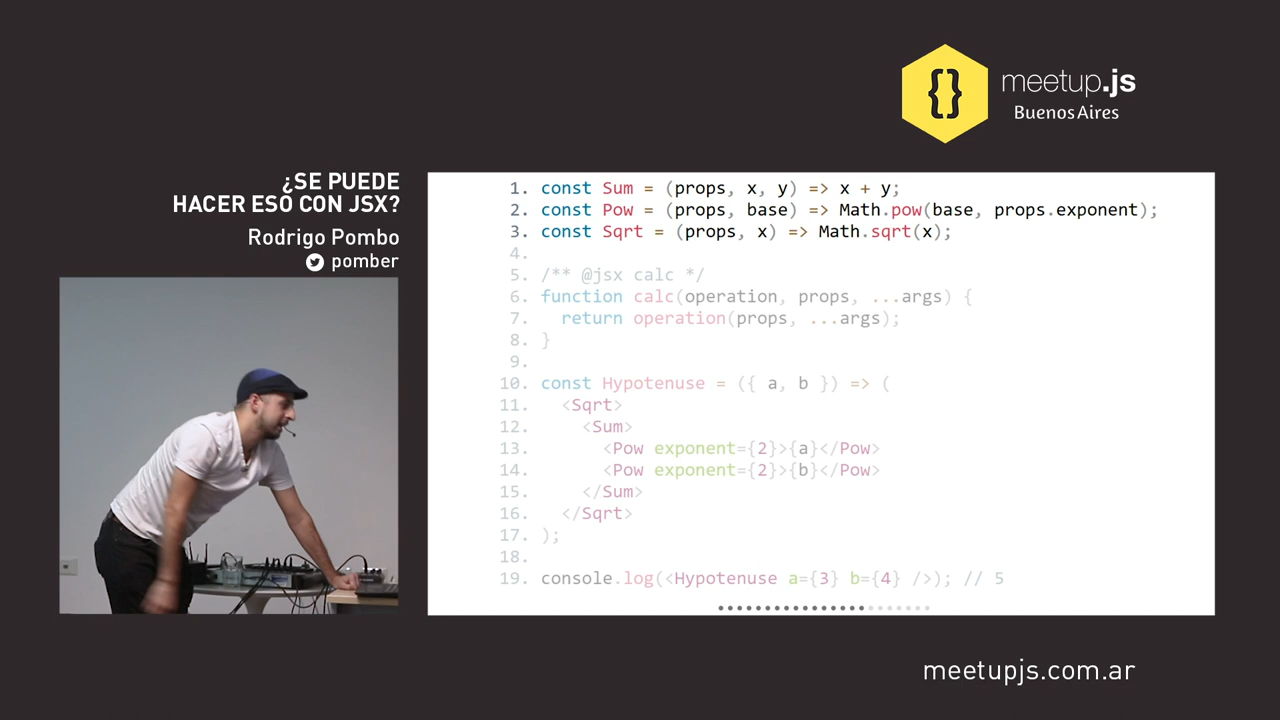 {}
meetup.js
Buenos Aires
¿SE PUEDE
HACER ESO CON JSX?
Rodrigo Pombo
pomber
1. const Sum = (props, x, y) => x + y;
2. const Pow = (props, base) => Math.pow(base, props.exponent);
3. const Sqrt = (props, x) => Math.sqrt(x);
4.
5. /** @jsx calc */
6. function calc(operation, props, ...args) {
7.   return operation(props, ...args);
8. }
9.
10. const Hypotenuse = ({ a, b }) => (
11.   <Sqrt>
12.     <Sum>
13.       <Pow exponent={2}>{a}</Pow>
14.       <Pow exponent={2}>{b}</Pow>
15.     </Sum>
16.   </Sqrt>
17. );
18.
19. console.log(<Hypotenuse a={3} b={4} />); // 5
meetupjs.com.ar